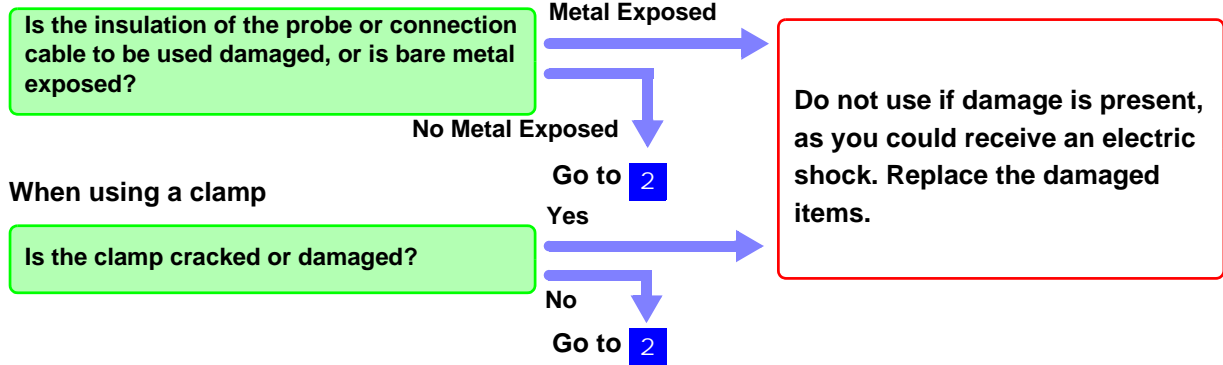 Is the insulation of the probe or connection
cable to be used damaged, or is bare metal
exposed?
Metal Exposed
No Metal Exposed
Go to 2
Do not use if damage is present,
as you could receive an electric
shock. Replace the damaged
items.
When using a clamp
Is the clamp cracked or damaged?
Yes
No
Go to 2